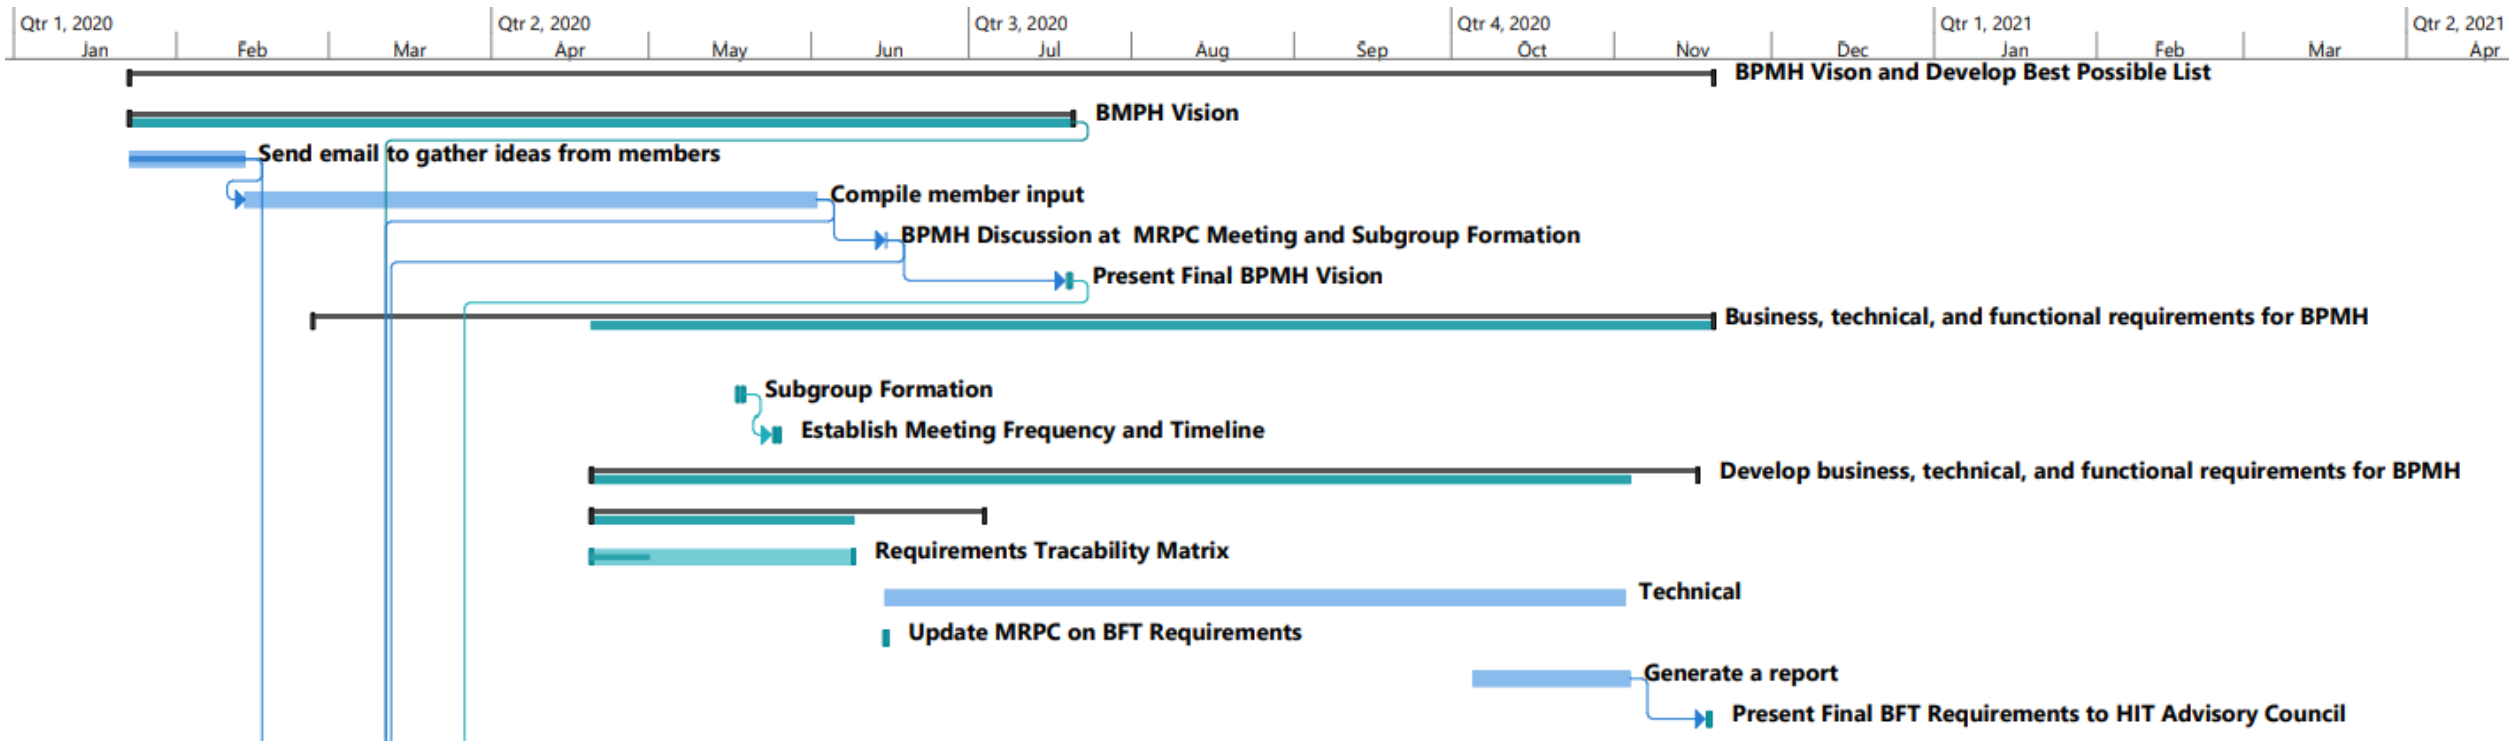 Qtr 1, 2020 Qtr 2, 2020 Qtr 3, 2020 Qtr 4, 2020 Qtr 1, 2021 Qtr 2, 2021
Jan Feb Mar Apr May Jun Jul Aug Sep Oct Nov Dec Jan Feb Mar Apr
BPMH Vison and Develop Best Possible List
BMPH Vision
Send email to gather ideas from members
Compile member input
BPMH Discussion at MRPC Meeting and Subgroup Formation
Present Final BPMH Vision
Business, technical, and functional requirements for BPMH
Subgroup Formation
Establish Meeting Frequency and Timeline
Develop business, technical, and functional requirements for BPMH
Requirements Tracability Matrix
Technical
Update MRPC on BFT Requirements
Generate a report
Present Final BFT Requirements to HIT Advisory Council